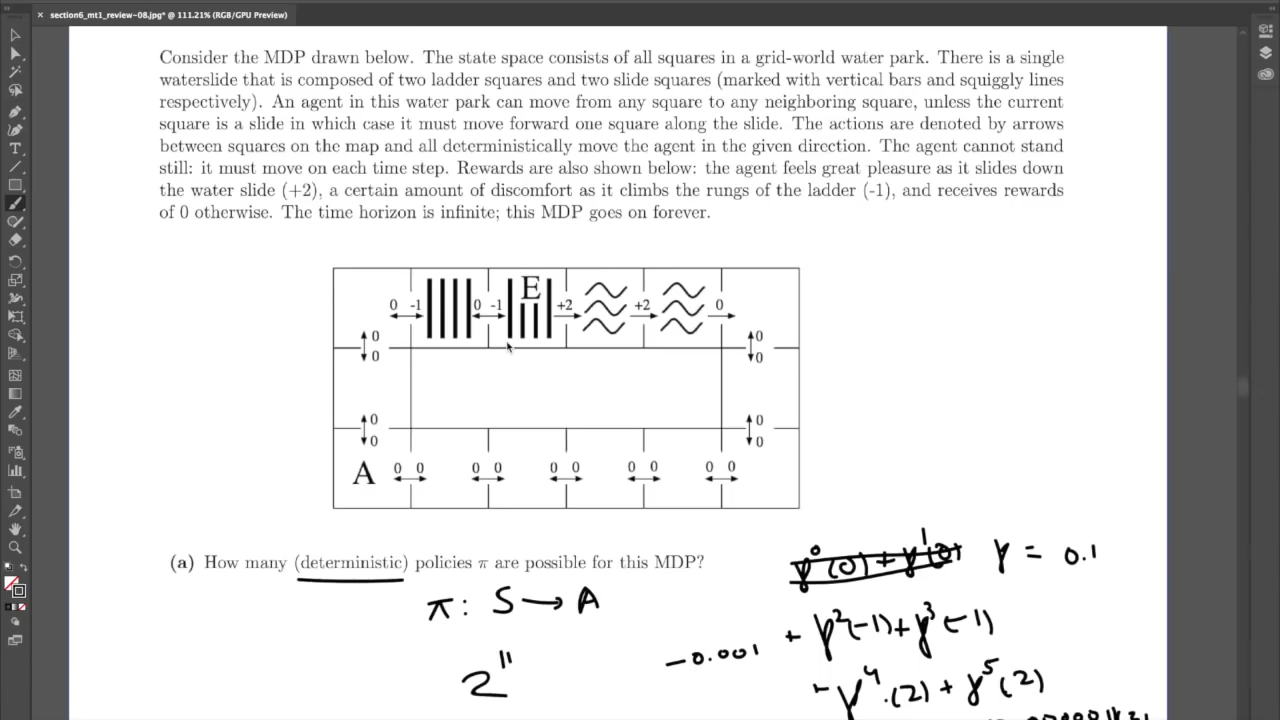 section6_mt1_review-08.jpg* @ 111.21% (RGB/GPU Preview)
Consider the MDP drawn below. The state space consists of all squares in a grid-world water park. There is a single
waterslide that is composed of two ladder squares and two slide squares (marked with vertical bars and squiggly lines
respectively). An agent in this water park can move from any square to any neighboring square, unless the current
square is a slide in which case it must move forward one square along the slide. The actions are denoted by arrows
between squares on the map and all deterministically move the agent in the given direction. The agent cannot stand
still: it must move on each time step. Rewards are also shown below: the agent feels great pleasure as it slides down
the water slide (+2), a certain amount of discomfort as it climbs the rungs of the ladder (-1), and receives rewards
of 0 otherwise. The time horizon is infinite; this MDP goes on forever.
E
0 -1 0 -1 +2 +2 0
0 0
0 0
0 0
0 0
A 0 0 0 0 0 0 0 0 0 0
(a) How many (deterministic) policies π are possible for this MDP?
γ⁰(0) + γ¹(0) γ = 0.1
π: S → A
+ γ²(-1) + γ³(-1)
-0.001
2¹¹
+ γ⁴·(2) + γ⁵(2)